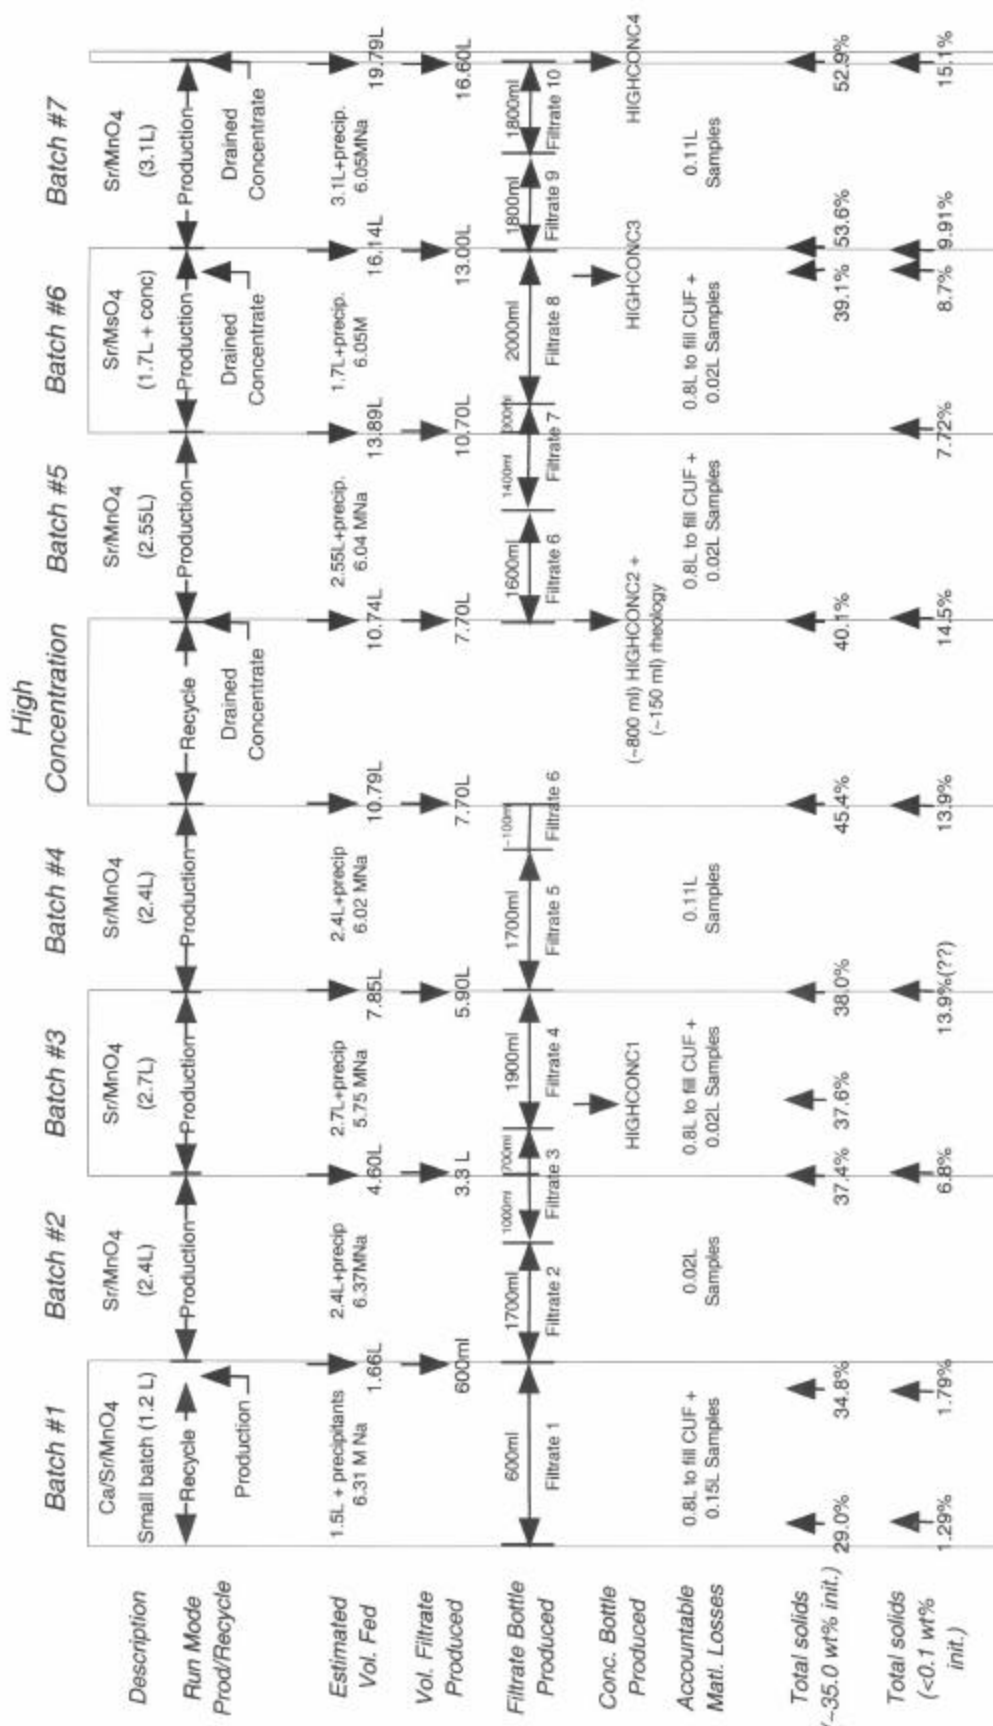 Batch #1
Batch #2
Batch #3
Batch #4
High
Concentration
Batch #5
Batch #6
Batch #7
Description
Ca/Sr/MnO4
Small batch (1.2 L)
Sr/MnO4
(2.4L)
Sr/MnO4
(2.7L)
Sr/MnO4
(2.4L)
Sr/MnO4
(2.55L)
Sr/MsO4
(1.7L + conc)
Sr/MnO4
(3.1L)
Run Mode
Prod/Recycle
Recycle
Production
Production
Production
Production
Recycle
Drained
Concentrate
Production
Production
Drained
Concentrate
Production
Drained
Concentrate
Estimated
Vol. Fed
1.5L + precipitants
6.31 M Na
1.66L
2.4L+precip
6.37MNa
4.60L
2.7L+precip
5.75 MNa
7.85L
2.4L+precip
6.02 MNa
10.79L
10.74L
2.55L+precip.
6.04 MNa
13.89L
1.7L+precip.
6.05M
16.14L
3.1L+precip.
6.05MNa
19.79L
Vol. Filtrate
Produced
600ml
3.3 L
5.90L
7.70L
7.70L
10.70L
13.00L
16.60L
Filtrate Bottle
Produced
600ml
Filtrate 1
1700ml
Filtrate 2
1000ml
700ml
Filtrate 3
1900ml
Filtrate 4
1700ml
Filtrate 5
~100ml
Filtrate 6
1600ml
Filtrate 6
1400ml
300ml
Filtrate 7
2000ml
Filtrate 8
1800ml
Filtrate 9
1800ml
Filtrate 10
Conc. Bottle
Produced
HIGHCONC1
(~800 ml) HIGHCONC2 +
(~150 ml) rheology
HIGHCONC3
HIGHCONC4
Accountable
Matl. Losses
0.8L to fill CUF +
0.15L Samples
0.02L
Samples
0.8L to fill CUF +
0.02L Samples
0.11L
Samples
0.8L to fill CUF +
0.02L Samples
0.8L to fill CUF +
0.02L Samples
0.11L
Samples
Total solids
(~35.0 wt% init.)
29.0%
34.8%
37.4%
37.6%
38.0%
45.4%
40.1%
39.1%
53.6%
52.9%
Total solids
(<0.1 wt%
init.)
1.29%
1.79%
6.8%
13.9%(??)
13.9%
14.5%
7.72%
8.7%
9.91%
15.1%